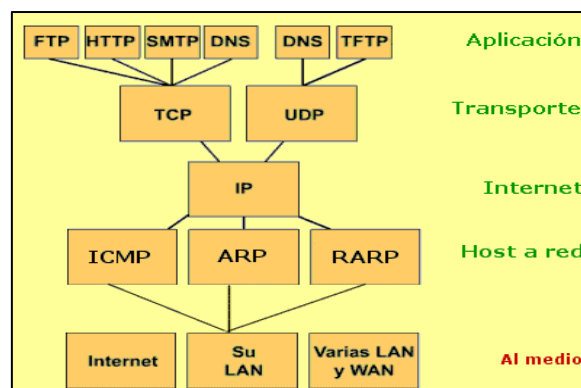 FTP HTTP SMTP DNS DNS TFTP Aplicación
TCP UDP Transporte
IP Internet
ICMP ARP RARP Host a red
Internet Su LAN Varias LAN y WAN Al medio